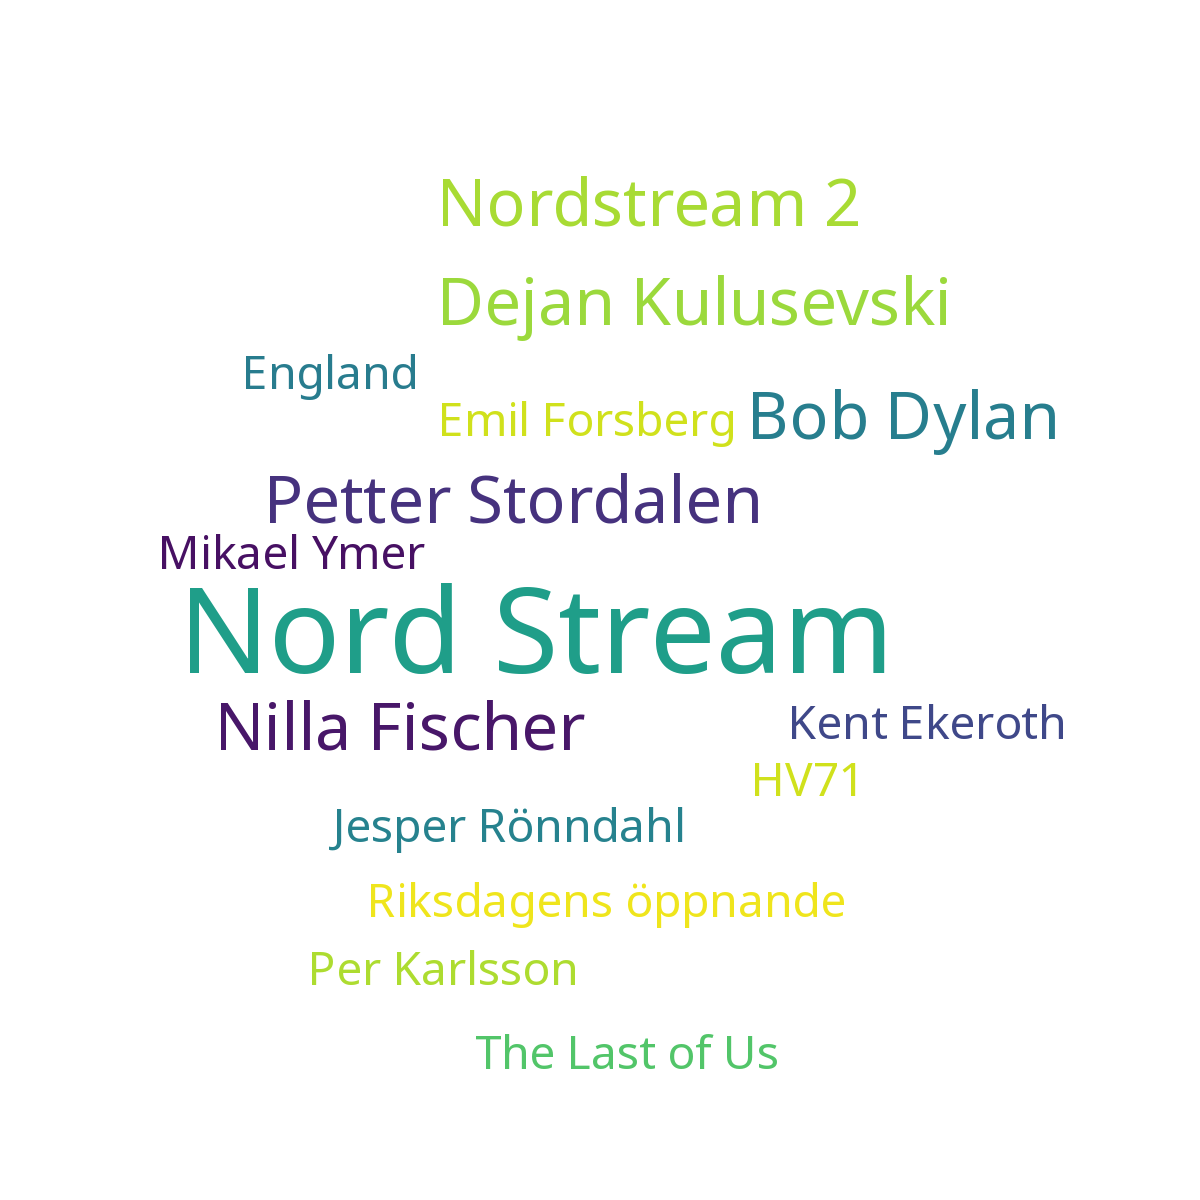 Nordstream 2
Dejan Kulusevski
England
Emil Forsberg
Bob Dylan
Petter Stordalen
Mikael Ymer
Nord Stream
Nilla Fischer
Kent Ekeroth
HV71
Jesper Rönndahl
Riksdagens öppnande
Per Karlsson
The Last of Us